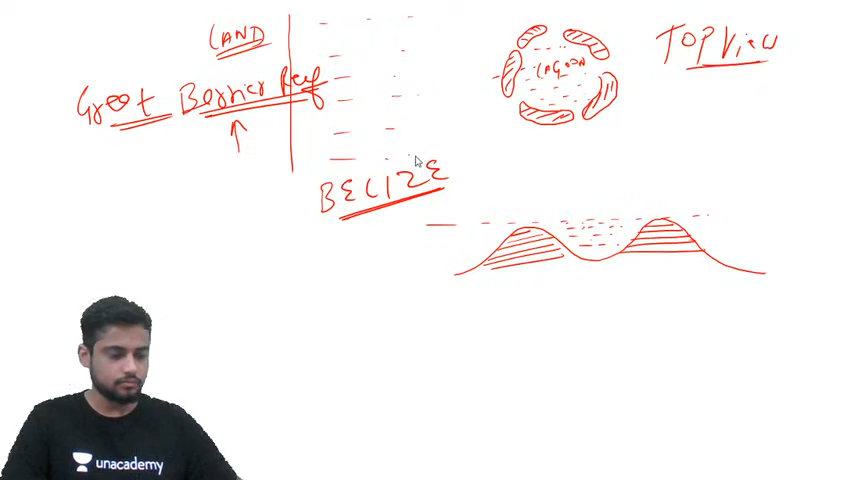 LAND
Great Barrier Reef
LAGOON
TOP View
BELIZE
unacademy